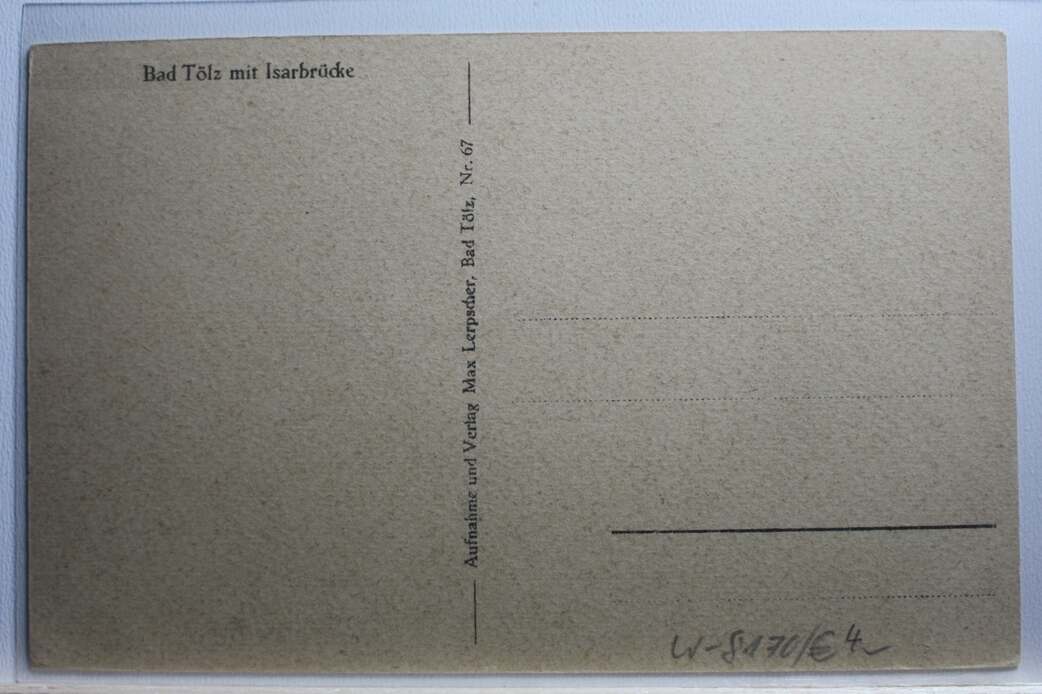 Bad Tölz mit Isarbrücke
Aufnahme und Verlag Max Lerpscher, Bad Tölz, Nr. 67
W-8170/€ 4~